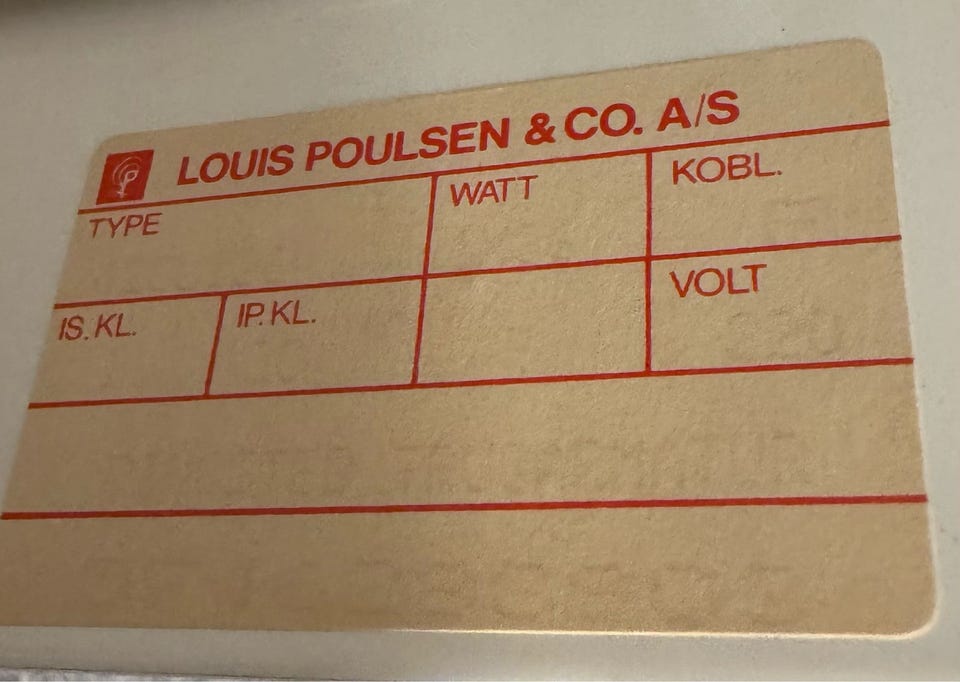 P LOUIS POULSEN & CO. A/S
TYPE
WATT
KOBL.
IS. KL.
IP. KL.
VOLT